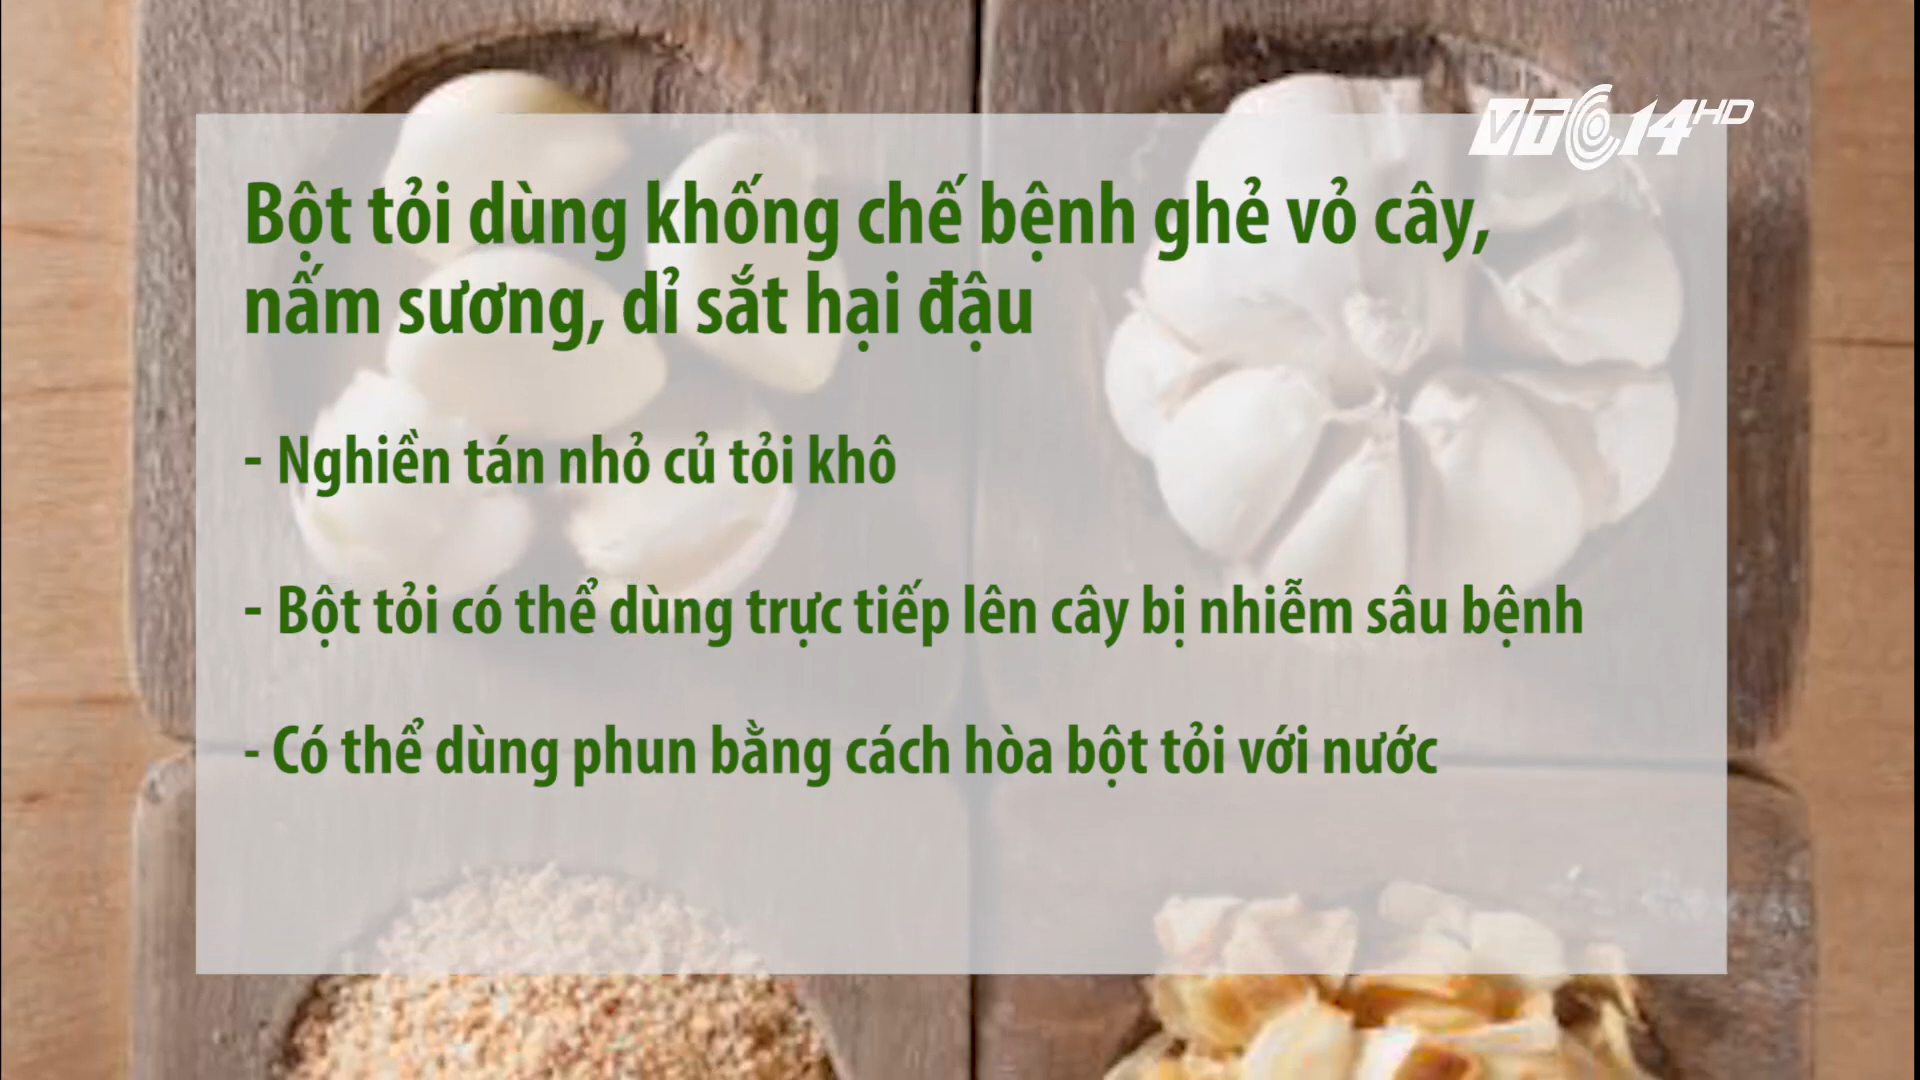 VTC14 HD
Bột tỏi dùng khống chế bệnh ghẻ vỏ cây,
nấm sương, dỉ sắt hại đậu
- Nghiền tán nhỏ củ tỏi khô
- Bột tỏi có thể dùng trực tiếp lên cây bị nhiễm sâu bệnh
- Có thể dùng phun bằng cách hòa bột tỏi với nước